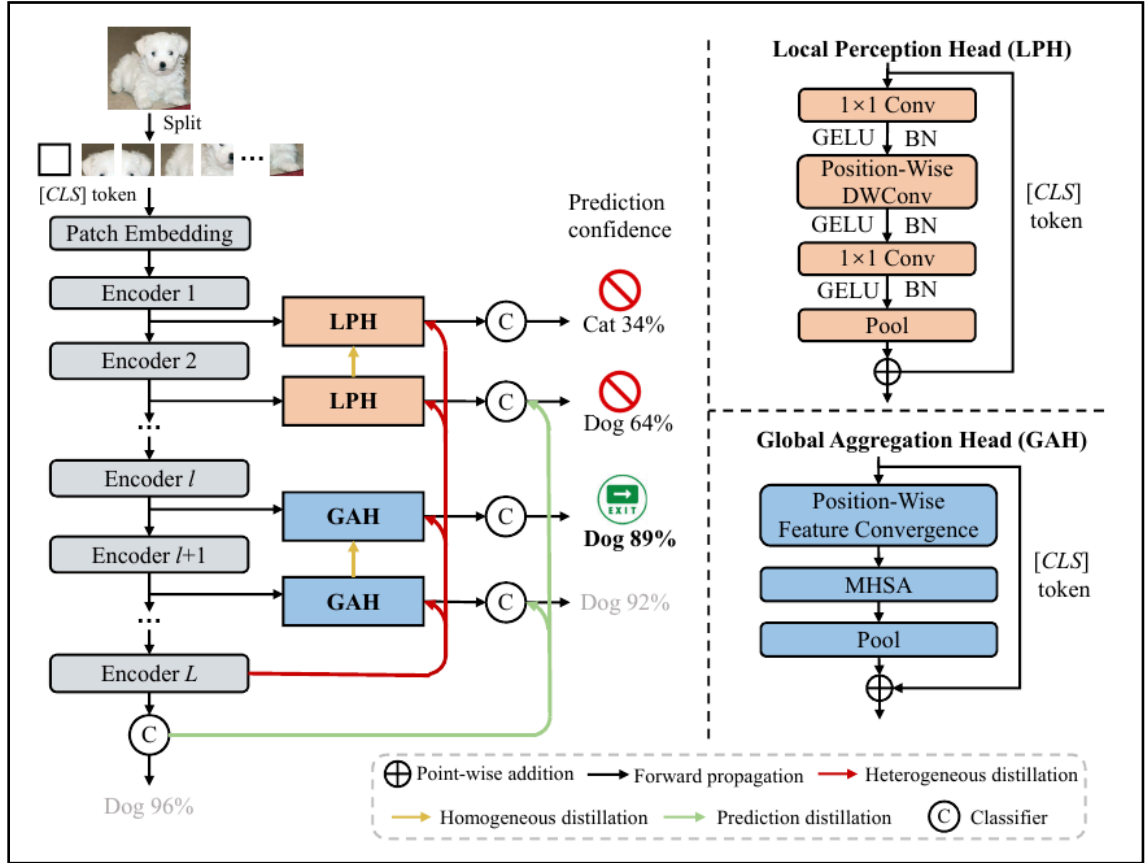 Split
[CLS] token
Patch Embedding
Encoder 1
Encoder 2
...
Encoder l
Encoder l+1
...
Encoder L
C
Dog 96%
LPH
LPH
GAH
GAH
C
C
C
C
Prediction
confidence
Cat 34%
Dog 64%
EXIT
Dog 89%
Dog 92%
Local Perception Head (LPH)
1×1 Conv
GELU BN
Position-Wise
DWConv
GELU BN
1×1 Conv
GELU BN
Pool
[CLS]
token
Global Aggregation Head (GAH)
Position-Wise
Feature Convergence
MHSA
Pool
[CLS]
token
Point-wise addition
Forward propagation
Heterogeneous distillation
Homogeneous distillation
Prediction distillation
C Classifier